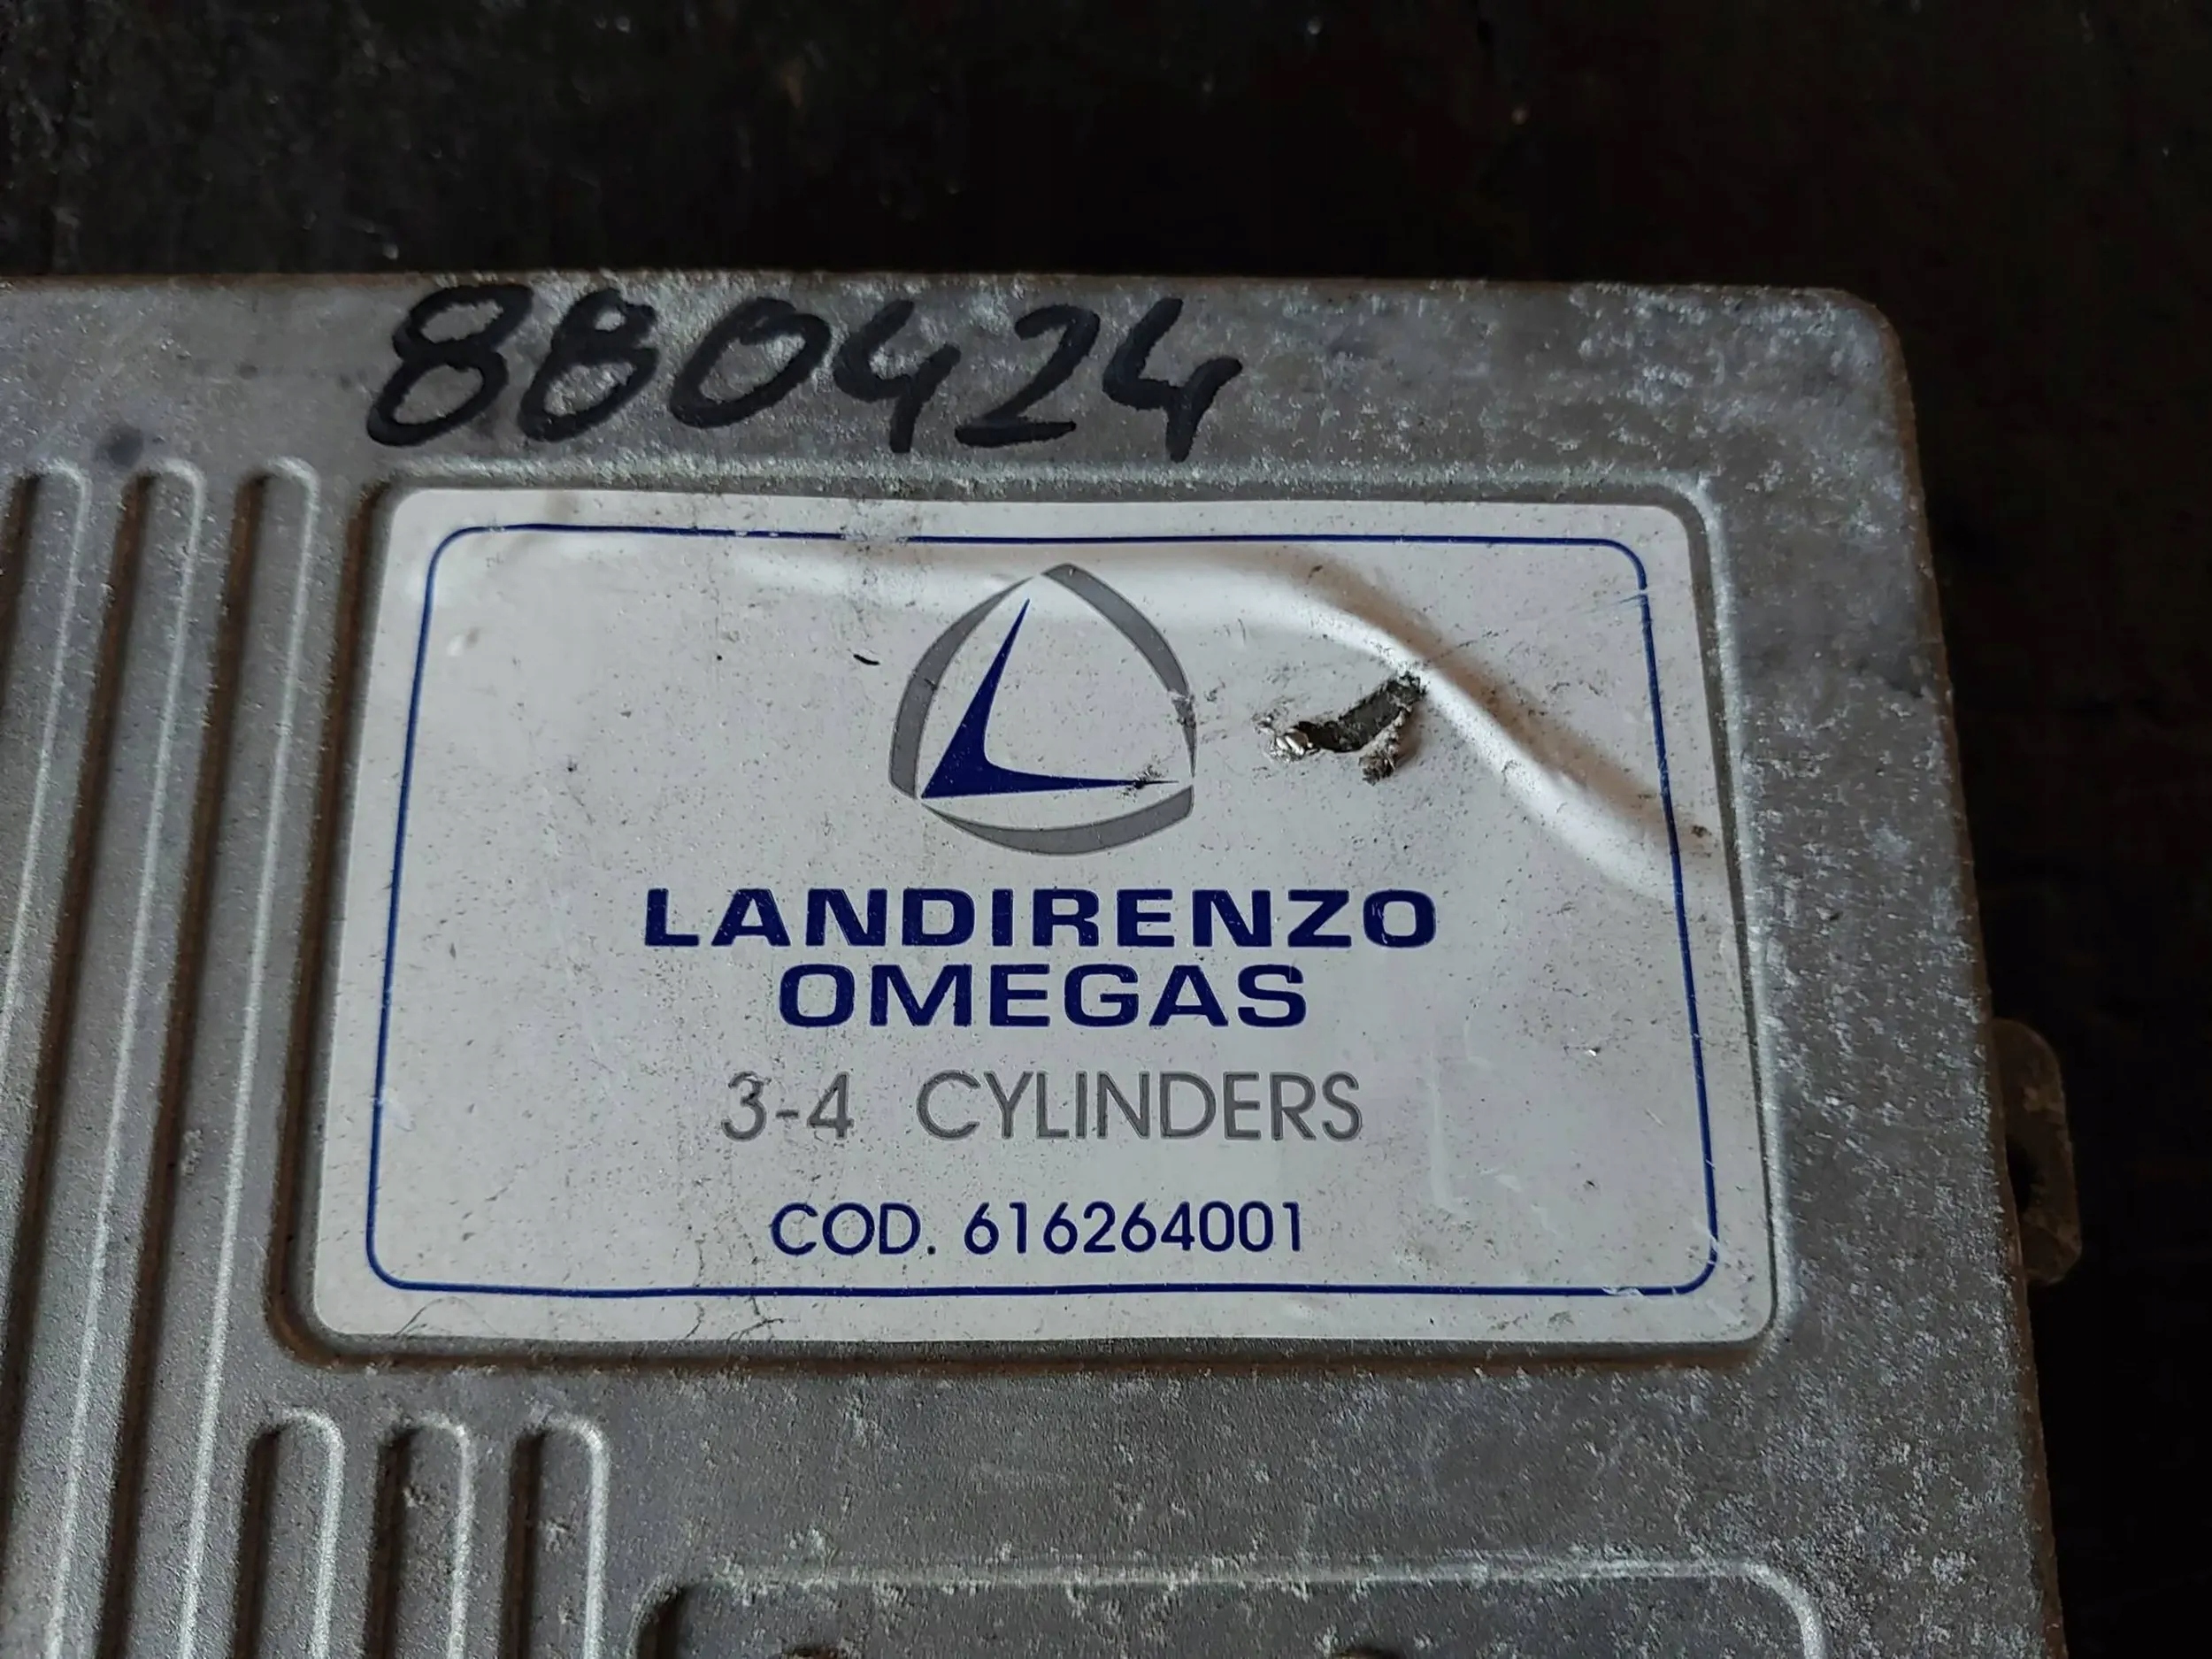 880424
LANDIRENZO
OMEGAS
3-4 CYLINDERS
COD. 616264001